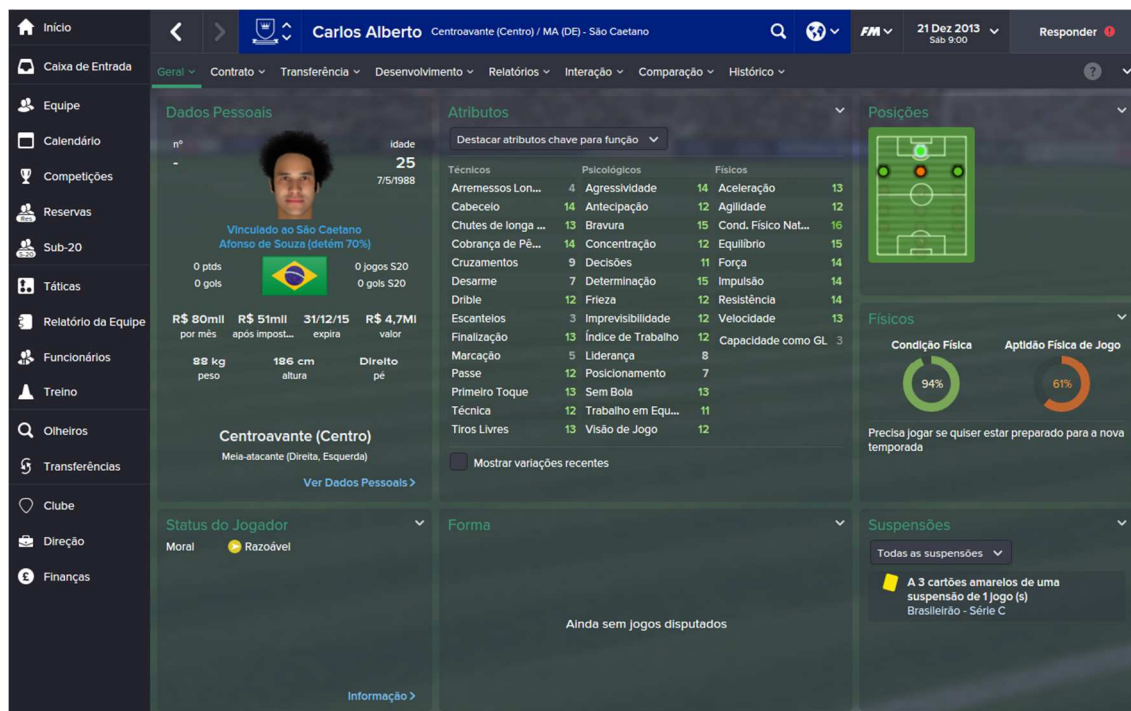 Início
Caixa de Entrada
Equipe
Calendário
Competições
Reservas
Sub-20
Táticas
Relatório da Equipe
Funcionários
Treino
Olheiros
Transferências
Clube
Direção
Finanças
Carlos Alberto Centroavante (Centro) / MA (DE) - São Caetano
FM
21 Dez 2013
Sáb 9:00
Responder
Geral Contrato Transferência Desenvolvimento Relatórios Interação Comparação Histórico
Dados Pessoais
nº
-
idade
25
7/5/1988
Vinculado ao São Caetano
Afonso de Souza (detém 70%)
0 ptds
0 gols
0 jogos S20
0 gols S20
R$ 80mil R$ 51mil 31/12/15 R$ 4,7Ml
por mês após impost... expira valor
88 kg 186 cm Direito
peso altura pé
Centroavante (Centro)
Meia-atacante (Direita, Esquerda)
Ver Dados Pessoais >
Atributos
Destacar atributos chave para função
Técnicos Psicológicos Físicos
Arremessos Lon... 4 Agressividade 14 Aceleração 13
Cabeceio 14 Antecipação 12 Agilidade 12
Chutes de longa ... 13 Bravura 15 Cond. Físico Nat... 16
Cobrança de Pê... 14 Concentração 12 Equilíbrio 15
Cruzamentos 9 Decisões 11 Força 14
Desarme 7 Determinação 15 Impulsão 14
Drible 12 Frieza 12 Resistência 14
Escanteios 3 Imprevisibilidade 12 Velocidade 13
Finalização 13 Índice de Trabalho 12 Capacidade como GL 3
Marcação 5 Liderança 8
Passe 12 Posicionamento 7
Primeiro Toque 13 Sem Bola 13
Técnica 12 Trabalho em Equ... 11
Tiros Livres 13 Visão de Jogo 12
Mostrar variações recentes
Posições
Físicos
Condição Física Aptidão Física de Jogo
94% 61%
Precisa jogar se quiser estar preparado para a nova
temporada
Status do Jogador
Moral Razoável
Informação >
Forma
Ainda sem jogos disputados
Suspensões
Todas as suspensões
A 3 cartões amarelos de uma
suspensão de 1 jogo (s)
Brasileirão - Série C